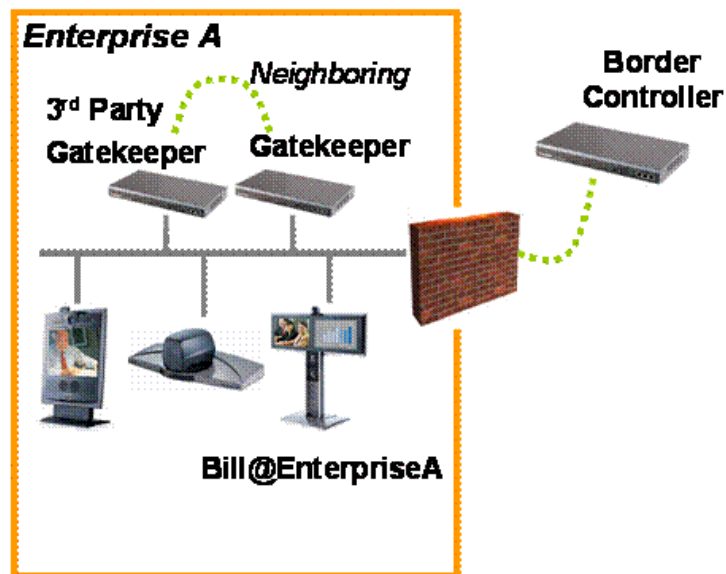 Enterprise A
Neighboring
3rd Party
Gatekeeper
Gatekeeper
Border
Controller
Bill@EnterpriseA